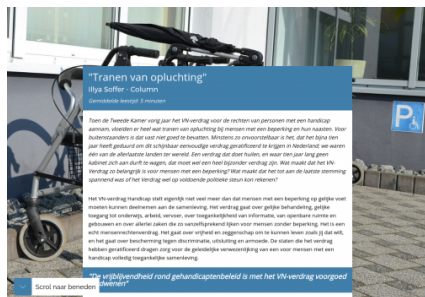 "Tranen van opluchting"
Illya Soffer - Column
Gemiddelde leestijd: 5 minuten
Toen de Tweede Kamer vorig jaar het VN-verdrag voor de rechten van personen met een handicap
aannam, vloeiden er heel wat tranen van opluchting bij mensen met een beperking en hun naasten. Voor
buitenstaanders is dat vast niet goed te bevatten. Minstens zo onvoorstelbaar is het, dat het bijna tien
jaar heeft geduurd om dit schijnbaar eenvoudige verdrag geratificeerd te krijgen in Nederland; we waren
één van de allerlaatste landen ter wereld. Een verdrag dat doet huilen, en waar tien jaar lang geen
kabinet zich aan durft te wagen, dat moet wel een heel bijzonder verdrag zijn. Wat maakt dat het VN-
Verdrag zo belangrijk is voor mensen met een beperking? Wat maakt dat het tot aan de laatste stemming
spannend was of het Verdrag wel op voldoende politieke steun kon rekenen?
Het VN-verdrag Handicap stelt eigenlijk niet veel meer dan dat mensen met een beperking op gelijke voet
moeten kunnen deelnemen aan de samenleving. Het verdrag gaat over gelijke behandeling, gelijke
toegang tot onderwijs, arbeid, vervoer, over toegankelijkheid van informatie, van openbare ruimte en
gebouwen en over allerlei zaken die zo vanzelfsprekend lijken voor mensen zonder beperking. Het is een
echt mensenrechtenverdrag. Het gaat over vrijheid en zeggenschap om te kunnen leven zoals jij dat wilt,
en het gaat over bescherming tegen discriminatie, uitsluiting en armoede. De staten die het verdrag
hebben geratificeerd dragen zorg voor de geleidelijke verwezenlijking van een voor mensen met een
handicap volledig toegankelijke samenleving.
"De vrijblijvendheid rond gehandicaptenbeleid is met het VN-verdrag voorgoed
dwenen"
Scroll naar beneden
P